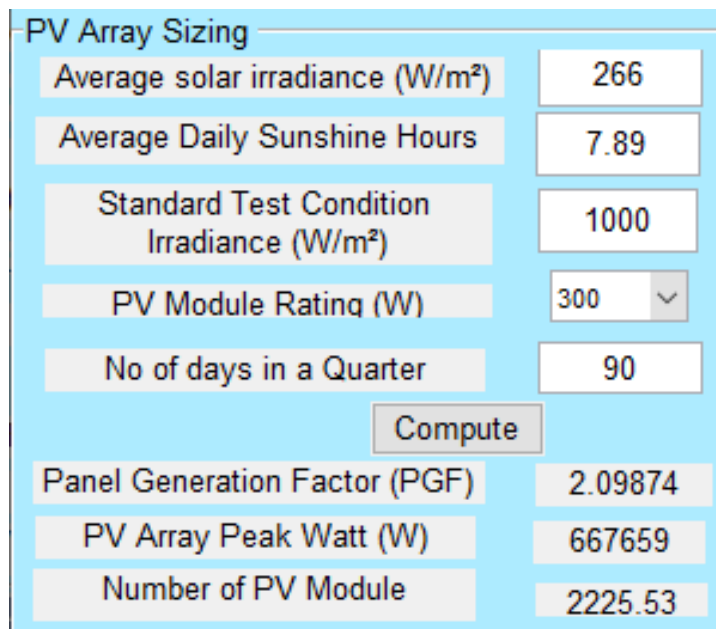 PV Array Sizing
Average solar irradiance (W/m²) 266
Average Daily Sunshine Hours 7.89
Standard Test Condition
Irradiance (W/m²) 1000
PV Module Rating (W) 300
No of days in a Quarter 90
Compute
Panel Generation Factor (PGF) 2.09874
PV Array Peak Watt (W) 667659
Number of PV Module 2225.53